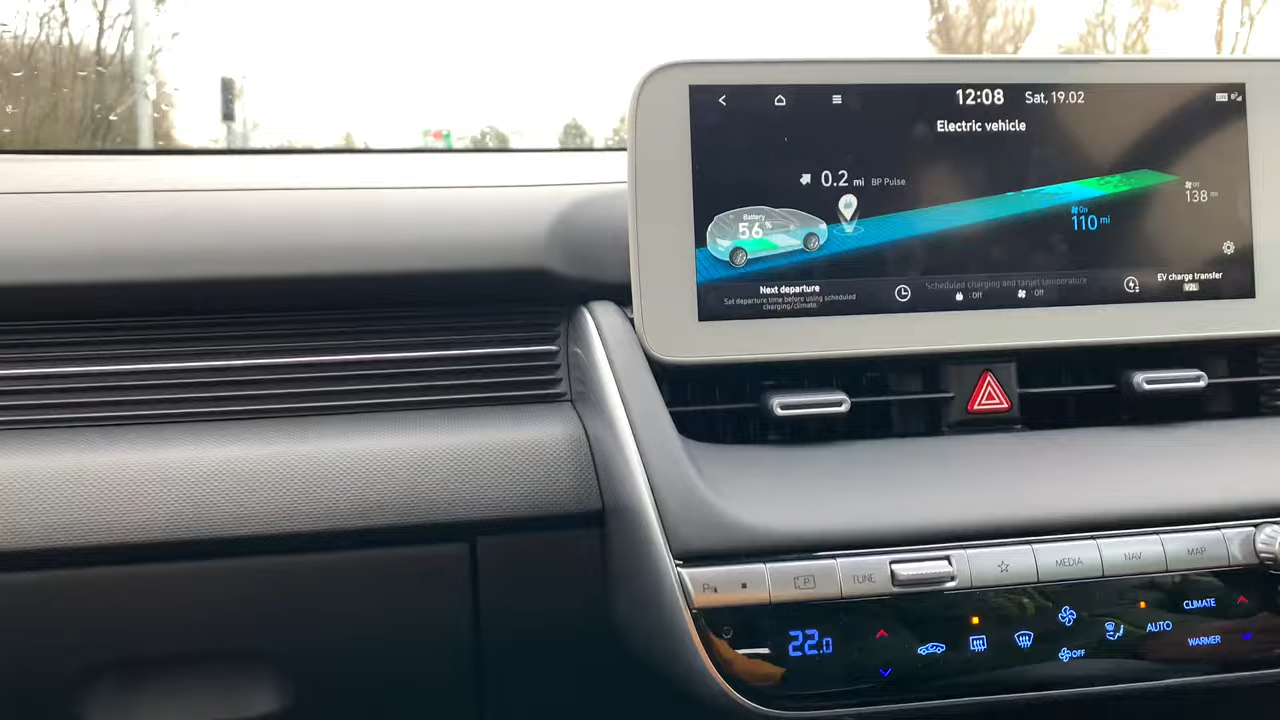 12:08 Sat, 19.02
Electric vehicle
0.2 mi BP Pulse
Battery
56 %
On
138 mi
On
110 mi
Next departure
Set departure time before using scheduled
charging/climate.
Scheduled charging and target temperature
: Off : Off
EV charge transfer
V2L
P TUNE MEDIA NAV MAP
22.0
OFF
AUTO
CLIMATE
WARMER